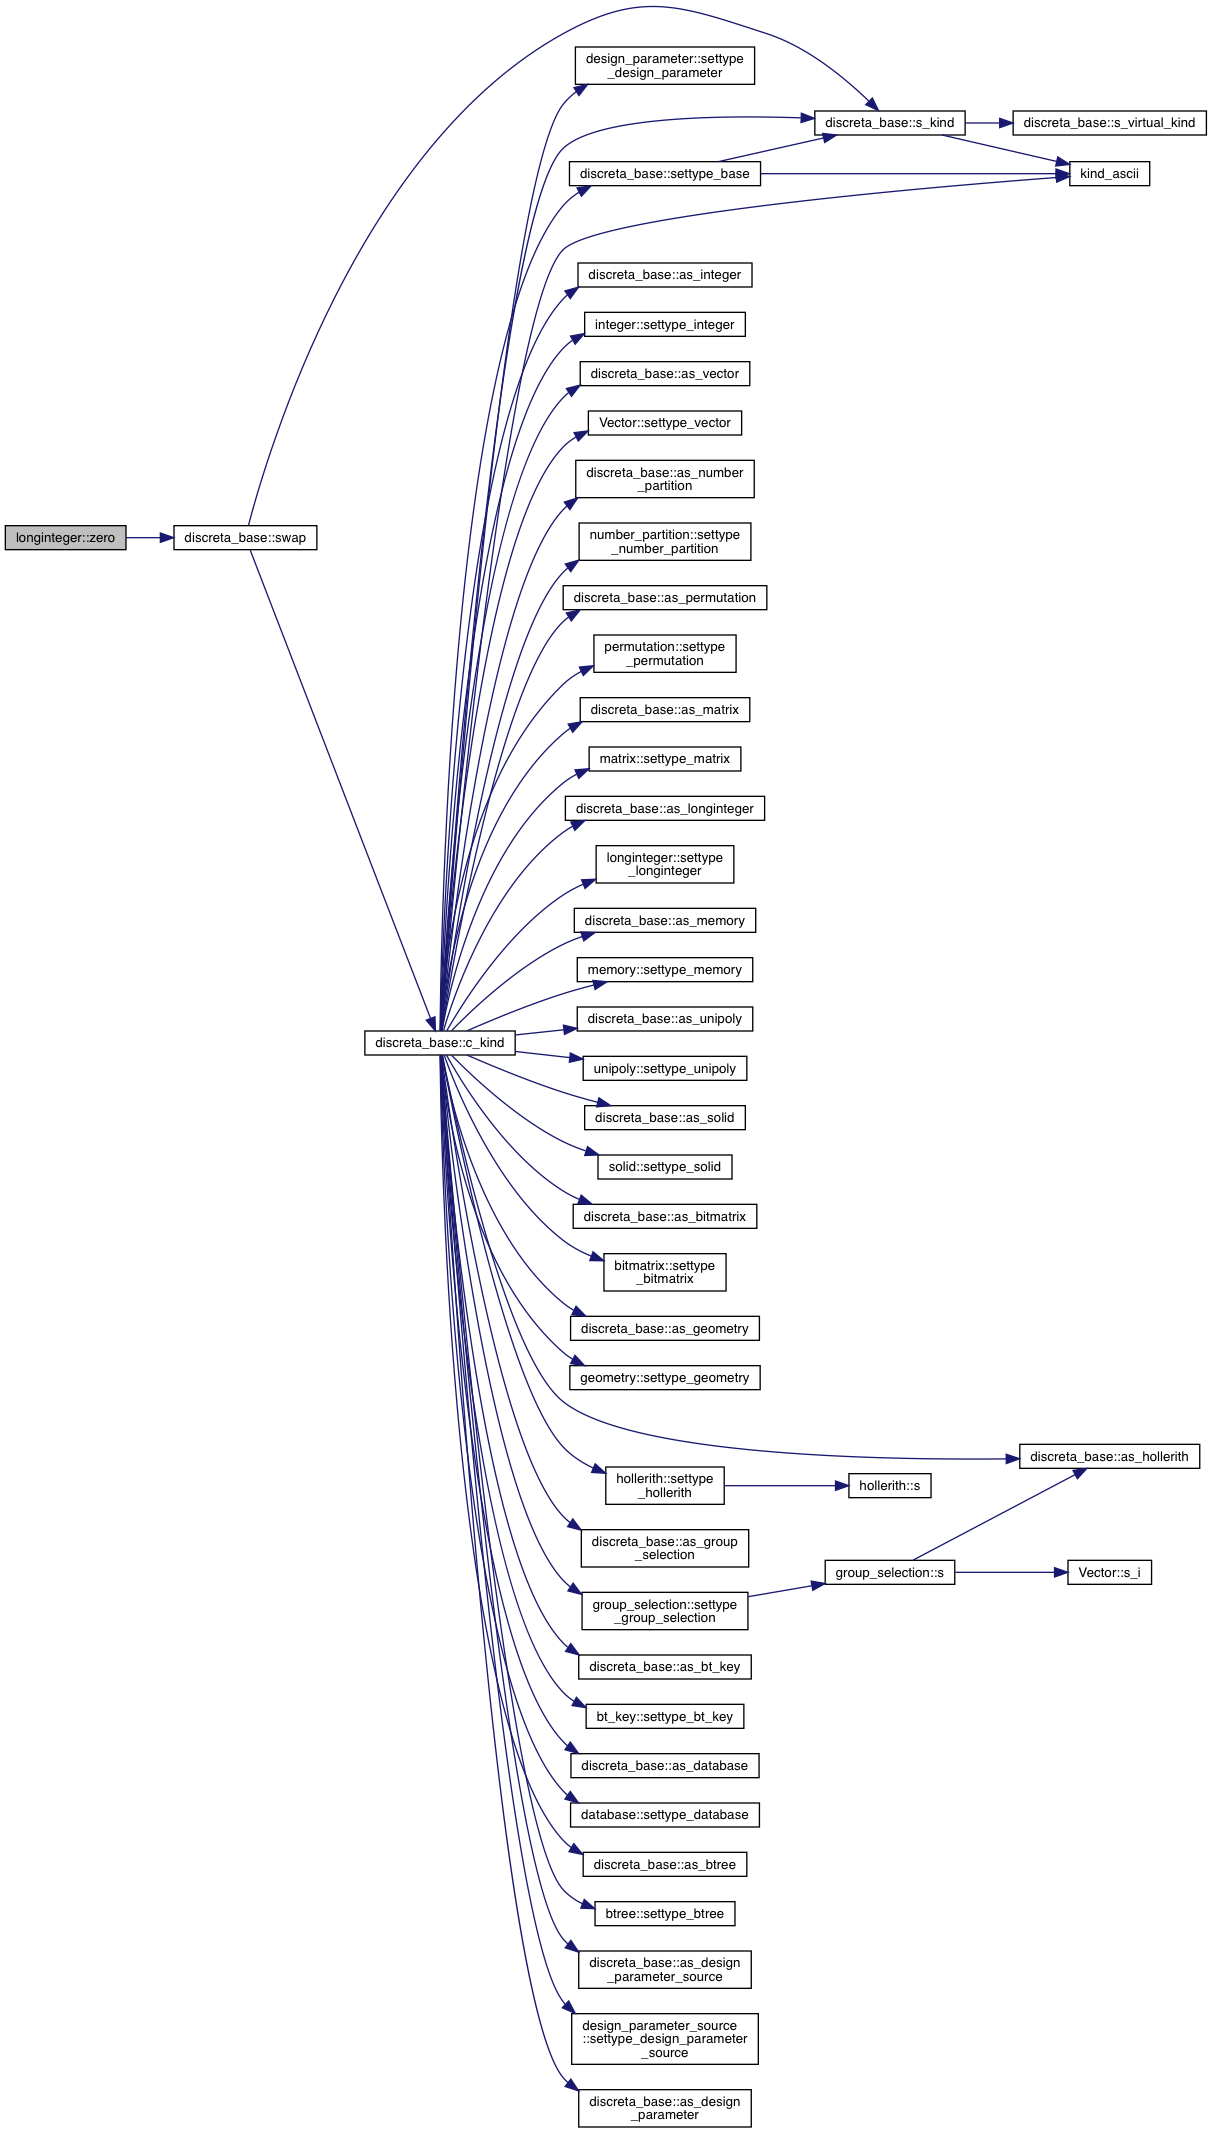 design_parameter::settype
_design_parameter
discreta_base::s_kind
discreta_base::s_virtual_kind
discreta_base::settype_base
kind_ascii
discreta_base::as_integer
integer::settype_integer
discreta_base::as_vector
Vector::settype_vector
discreta_base::as_number
_partition
longinteger::zero
discreta_base::swap
number_partition::settype
_number_partition
discreta_base::as_permutation
permutation::settype
_permutation
discreta_base::as_matrix
matrix::settype_matrix
discreta_base::as_longinteger
longinteger::settype
_longinteger
discreta_base::as_memory
memory::settype_memory
discreta_base::as_unipoly
discreta_base::c_kind
unipoly::settype_unipoly
discreta_base::as_solid
solid::settype_solid
discreta_base::as_bitmatrix
bitmatrix::settype
_bitmatrix
discreta_base::as_geometry
geometry::settype_geometry
discreta_base::as_hollerith
hollerith::settype
_hollerith
hollerith::s
discreta_base::as_group
_selection
group_selection::s
Vector::s_i
group_selection::settype
_group_selection
discreta_base::as_bt_key
bt_key::settype_bt_key
discreta_base::as_database
database::settype_database
discreta_base::as_btree
btree::settype_btree
discreta_base::as_design
_parameter_source
design_parameter_source
::settype_design_parameter
_source
discreta_base::as_design
_parameter